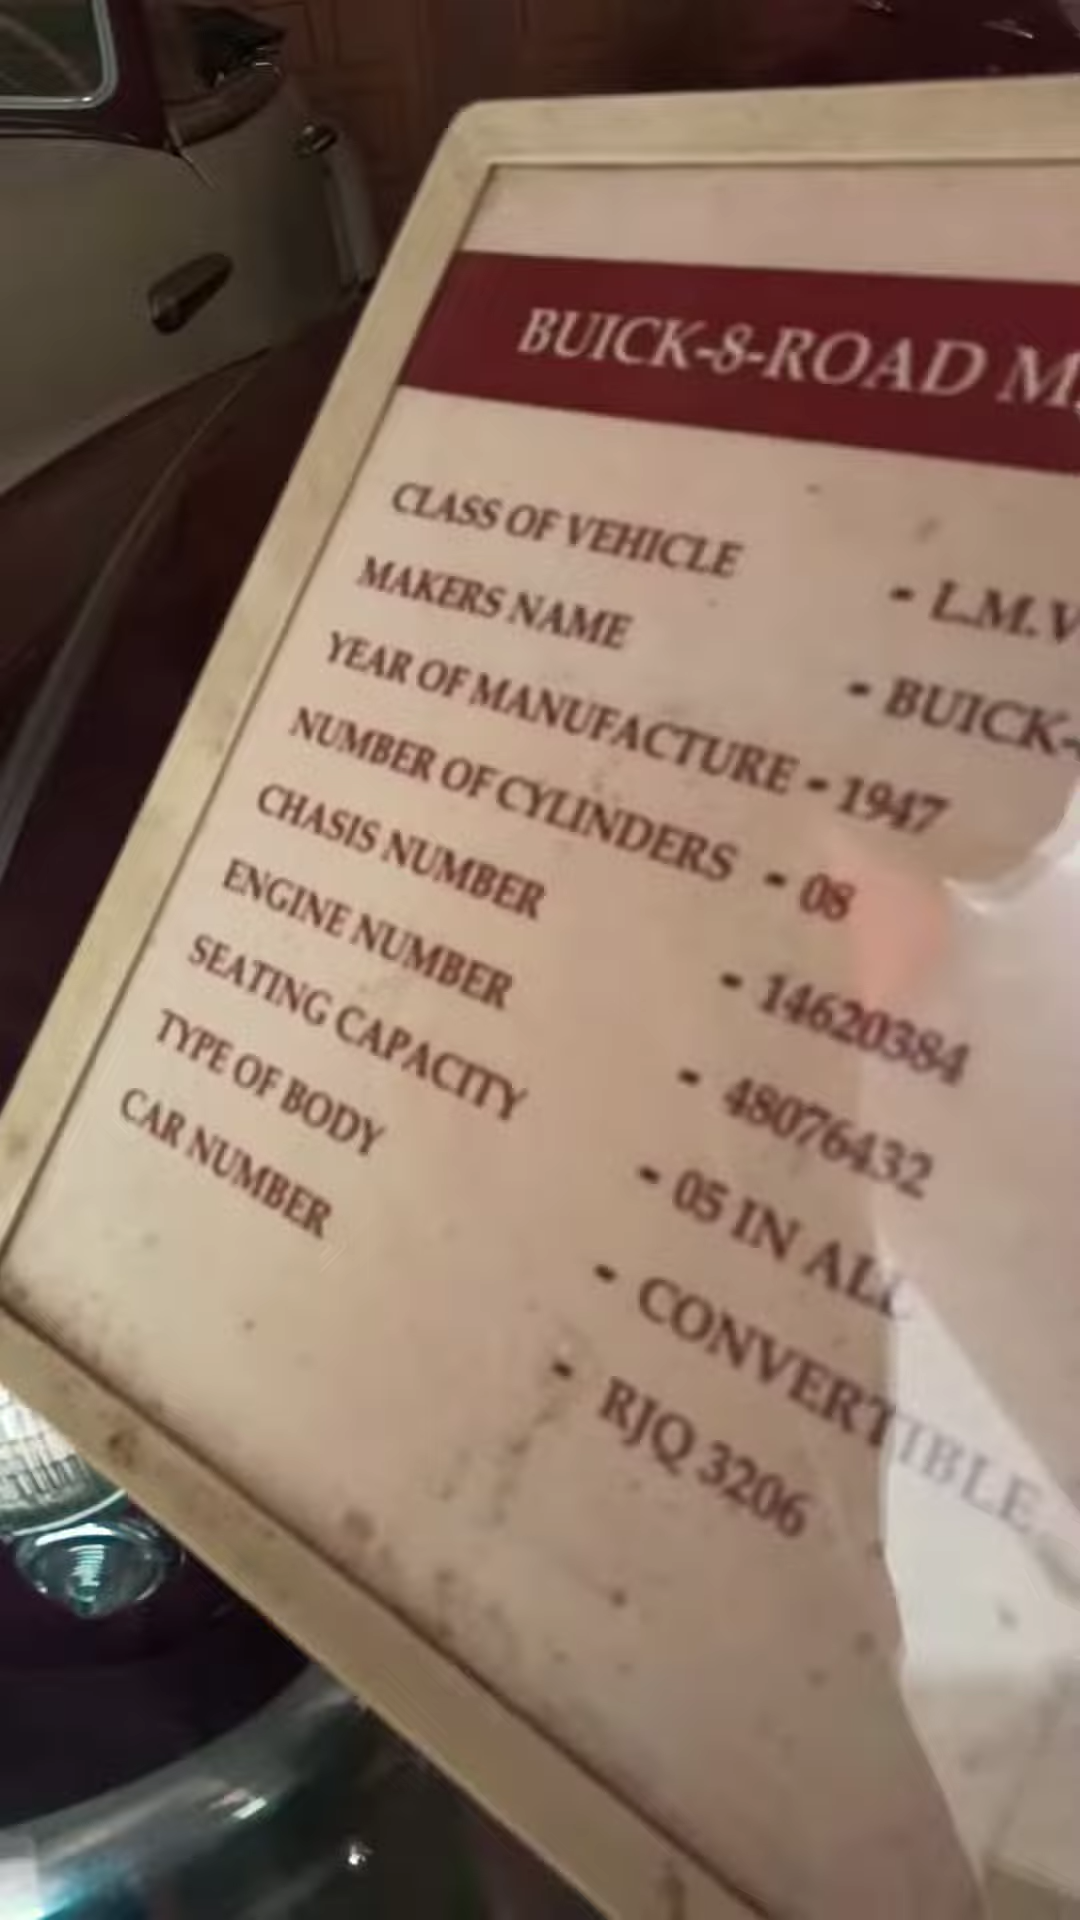 BUICK-8-ROAD M
CLASS OF VEHICLE - L.M.V
MAKERS NAME - BUICK-
YEAR OF MANUFACTURE - 1947
NUMBER OF CYLINDERS - 08
CHASIS NUMBER - 14620384
ENGINE NUMBER - 48076432
SEATING CAPACITY - 05 IN ALL
TYPE OF BODY - CONVERTIBLE
CAR NUMBER - RJQ 3206